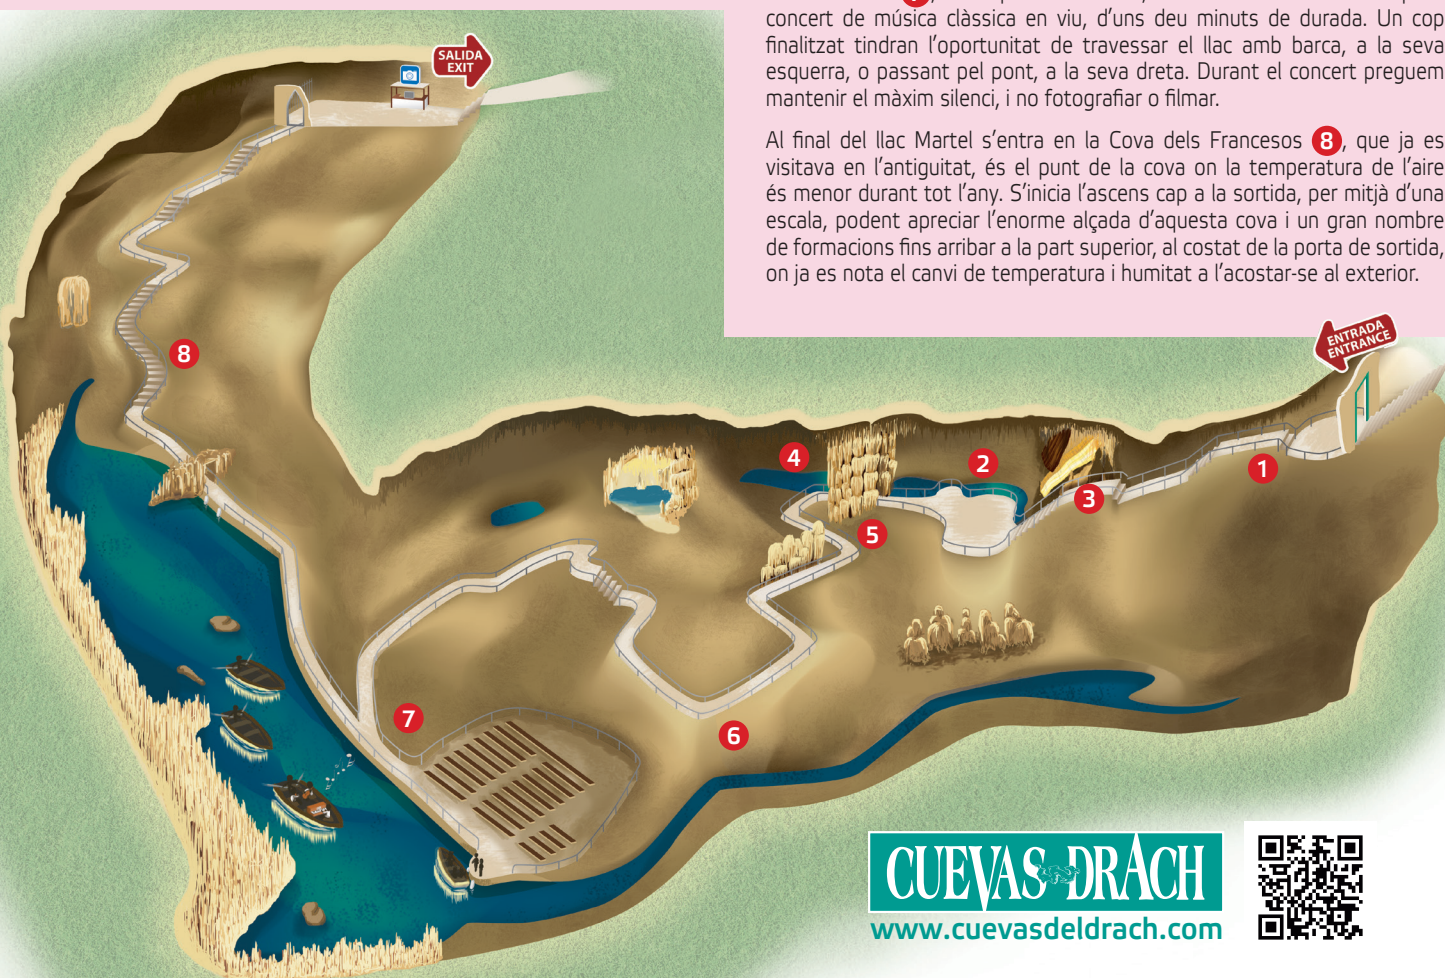 concert de música clàssica en viu, d'uns deu minuts de durada. Un cop
finalitzat tindran l'oportunitat de travessar el llac amb barca, a la seva
esquerra, o passant pel pont, a la seva dreta. Durant el concert preguem
mantenir el màxim silenci, i no fotografiar o filmar.
Al final del llac Martel s'entra en la Cova dels Francesos 8, que ja es
visitava en l'antiguitat, és el punt de la cova on la temperatura de l'aire
és menor durant tot l'any. S'inicia l'ascens cap a la sortida, per mitjà d'una
escala, podent apreciar l'enorme alçada d'aquesta cova i un gran nombre
de formacions fins arribar a la part superior, al costat de la porta de sortida,
on ja es nota el canvi de temperatura i humitat a l'acostar-se al exterior.
SALIDA
EXIT
ENTRADA
ENTRANCE
8
4
2
1
3
5
7
6
CUEVAS DRACH
www.cuevasdeldrach.com